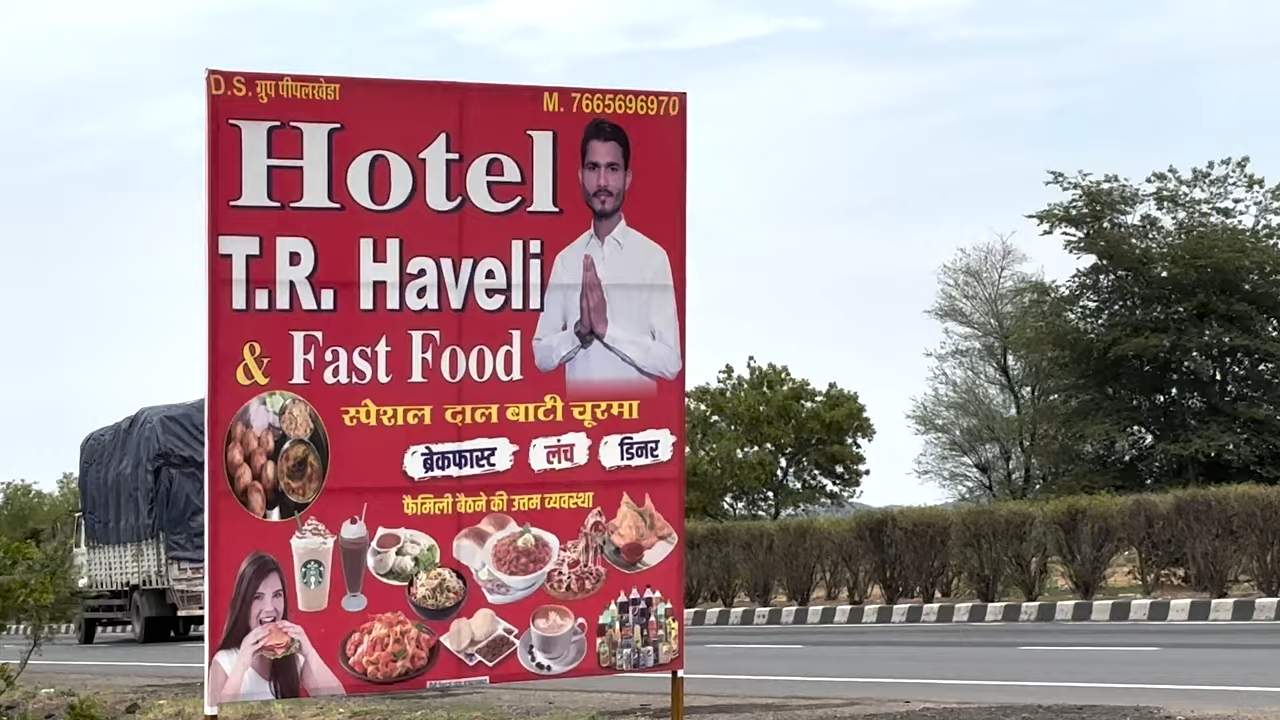 D.S. ग्रुप पीपलखेडा
M. 7665696970
Hotel
T.R. Haveli
& Fast Food
स्पेशल दाल बाटी चूरमा
ब्रेकफास्ट लंच डिनर
फैमिली बैठने की उत्तम व्यवस्था